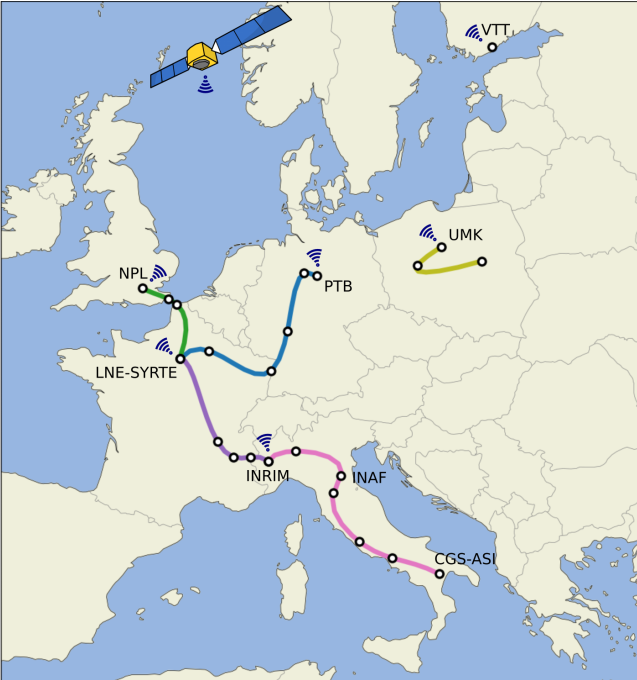 VTT
UMK
NPL
PTB
LNE-SYRTE
INRIM
INAF
CGS-ASI